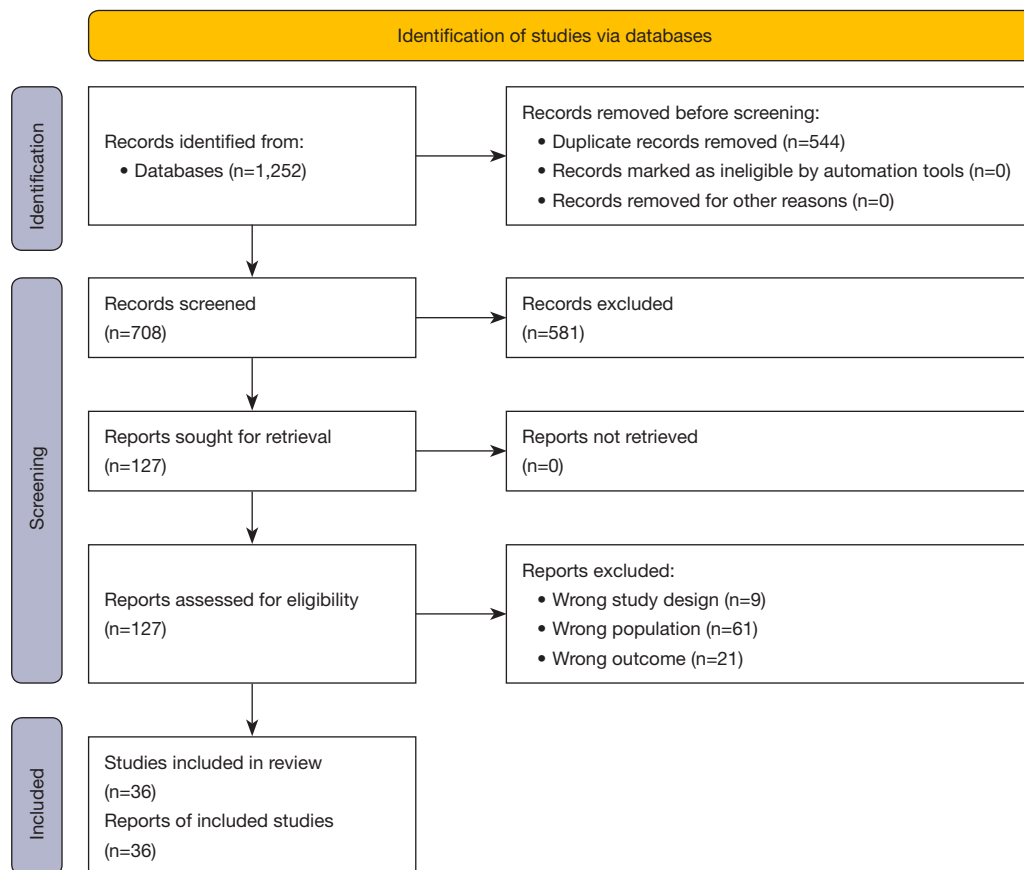 Identification of studies via databases
Identification
Records identified from:
• Databases (n=1,252)
Records removed before screening:
• Duplicate records removed (n=544)
• Records marked as ineligible by automation tools (n=0)
• Records removed for other reasons (n=0)
Screening
Records screened
(n=708)
Records excluded
(n=581)
Reports sought for retrieval
(n=127)
Reports not retrieved
(n=0)
Reports assessed for eligibility
(n=127)
Reports excluded:
• Wrong study design (n=9)
• Wrong population (n=61)
• Wrong outcome (n=21)
Included
Studies included in review
(n=36)
Reports of included studies
(n=36)